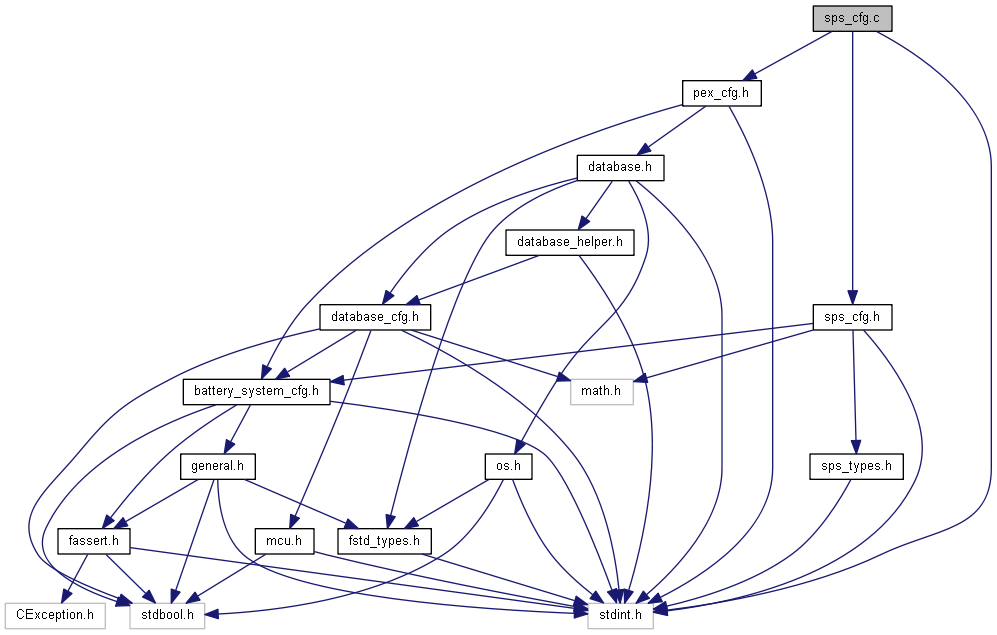 sps_cfg.c
pex_cfg.h
database.h
database_helper.h
database_cfg.h
sps_cfg.h
battery_system_cfg.h
math.h
general.h
os.h
sps_types.h
fassert.h
mcu.h
fstd_types.h
CException.h
stdbool.h
stdint.h